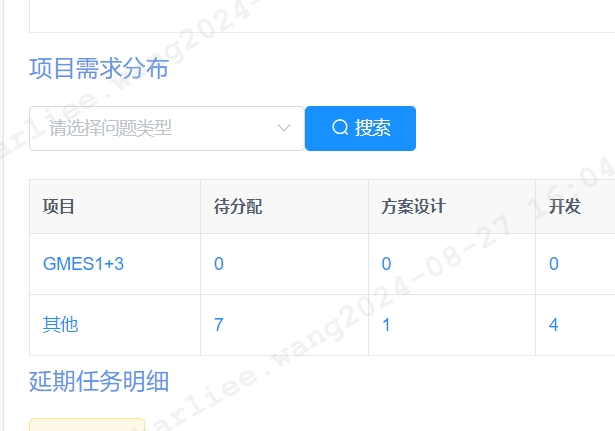 项目需求分布
请选择问题类型 搜索
项目 待分配 方案设计 开发
GMES1+3 0 0 0
其他 7 1 4
延期任务明细
arliee.wang2024-
arliee.wang2024-08-27 16:04